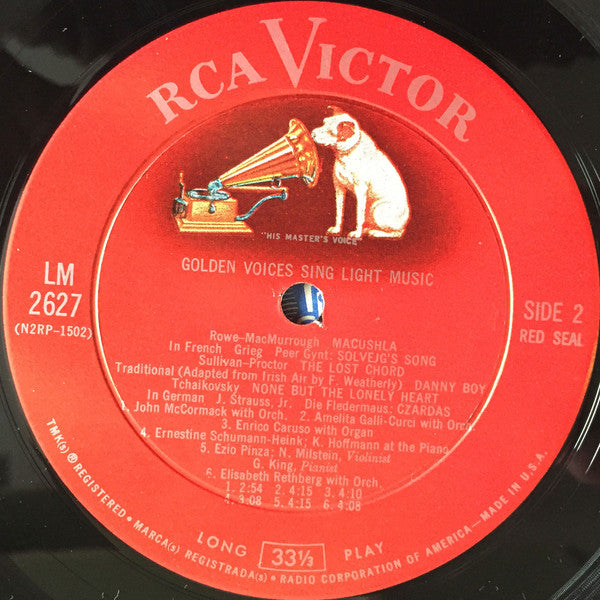 RCA VICTOR
"HIS MASTER'S VOICE"
GOLDEN VOICES SING LIGHT MUSIC
LM
2627
(N2RP-1502)
SIDE 2
RED SEAL
Rowe-MacMurrough MACUSHLA
In French Grieg Peer Gynt: SOLVEJG'S SONG
Sullivan-Proctor THE LOST CHORD
Traditional (Adapted from Irish Air by F. Weatherly) DANNY BOY
Tchaikovsky NONE BUT THE LONELY HEART
In German J. Strauss, Jr. Die Fledermaus: CZARDAS
1. John McCormack with Orch. 2. Amelita Galli-Curci with Orch.
3. Enrico Caruso with Organ
4. Ernestine Schumann-Heink; K. Hoffmann at the Piano
5. Ezio Pinza; N. Milstein, Violinist
G. King, Pianist
6. Elisabeth Rethberg with Orch.
1. 2:54 2. 4:15 3. 4:10
4. 3:08 5. 4:15 6. 4:08
LONG 33⅓ PLAY
TMK(s) ® REGISTERED • MARCA(s) REGISTRADA(s) • RADIO CORPORATION OF AMERICA—MADE IN U.S.A.